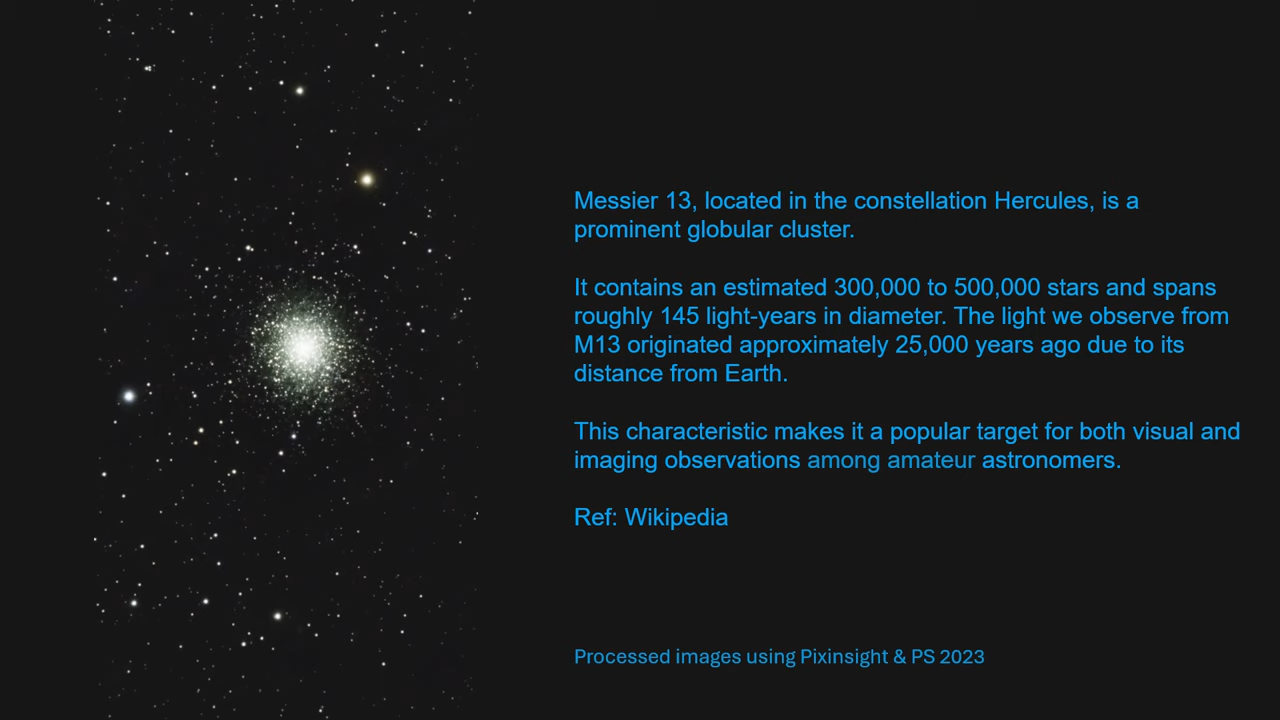 Messier 13, located in the constellation Hercules, is a
prominent globular cluster.
It contains an estimated 300,000 to 500,000 stars and spans
roughly 145 light-years in diameter. The light we observe from
M13 originated approximately 25,000 years ago due to its
distance from Earth.
This characteristic makes it a popular target for both visual and
imaging observations among amateur astronomers.
Ref: Wikipedia
Processed images using Pixinsight & PS 2023